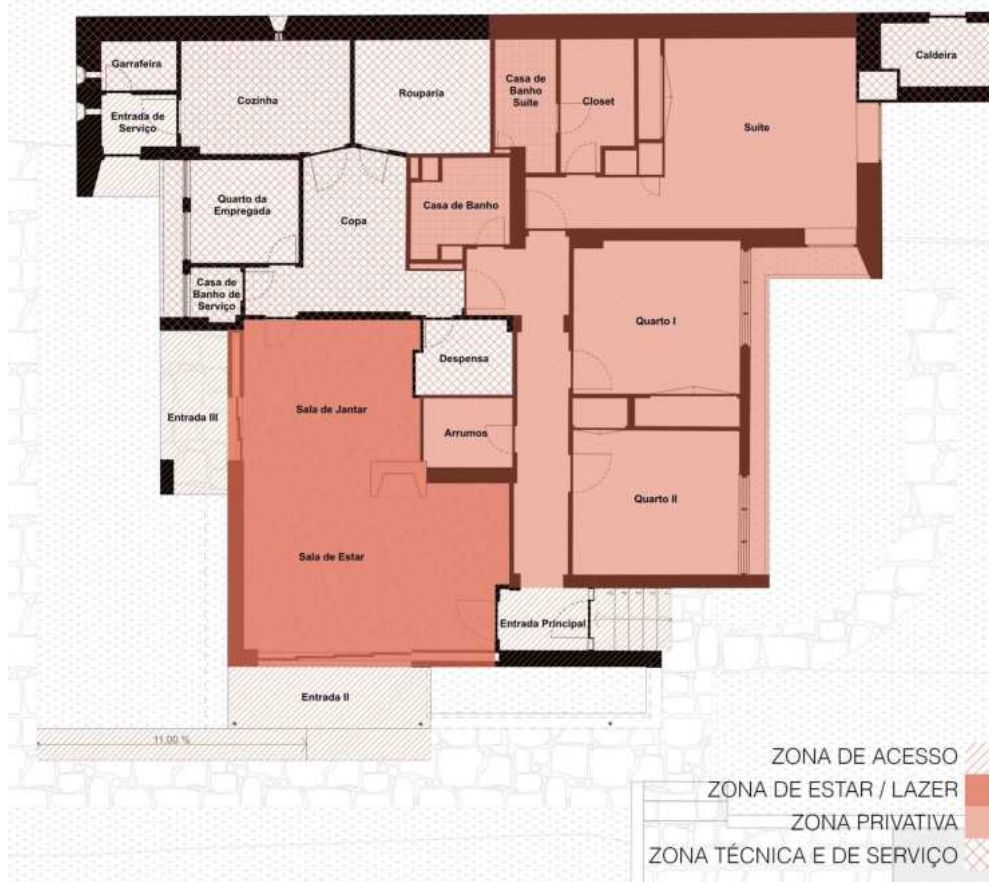 Garrafeira
Cozinha
Rouparia
Casa de
Banho
Suite
Closet
Suite
Caldeira
Entrada de
Serviço
Quarto da
Empregada
Copa
Casa de Banho
Casa de
Banho de
Serviço
Quarto I
Despensa
Entrada III
Sala de Jantar
Arrumos
Quarto II
Sala de Estar
Entrada Principal
Entrada II
11.00 %
ZONA DE ACESSO
ZONA DE ESTAR / LAZER
ZONA PRIVATIVA
ZONA TÉCNICA E DE SERVIÇO